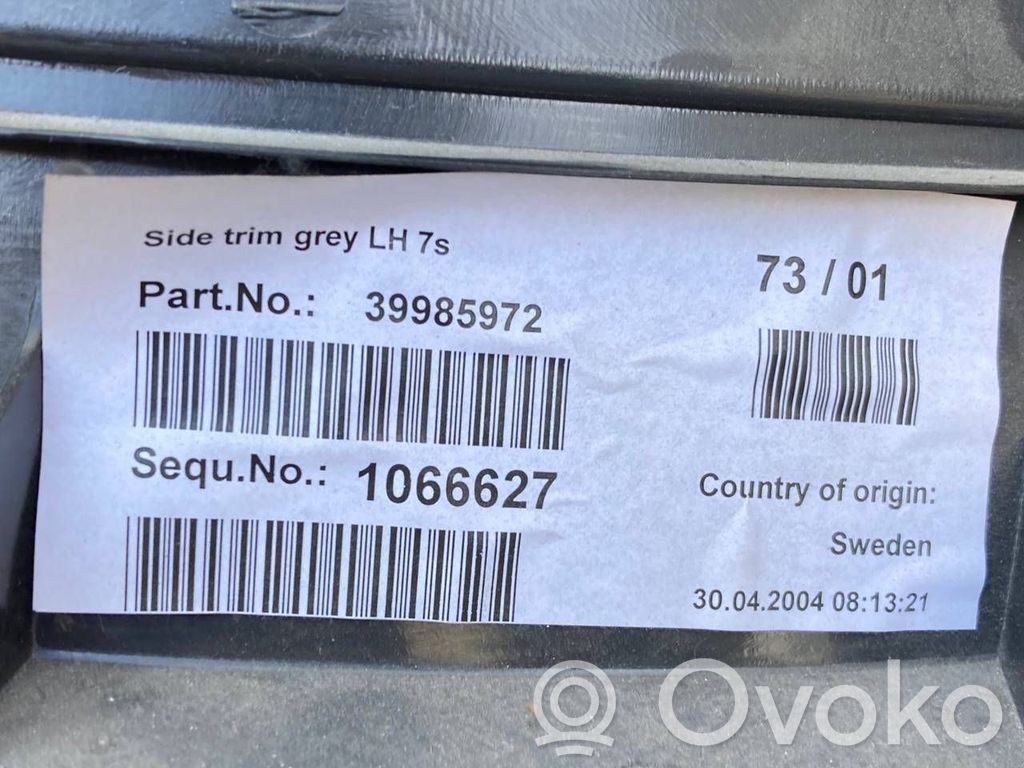 Side trim grey LH 7s
73 / 01
Part.No.: 39985972
Sequ.No.: 1066627
Country of origin:
Sweden
30.04.2004 08:13:21
Ovoko